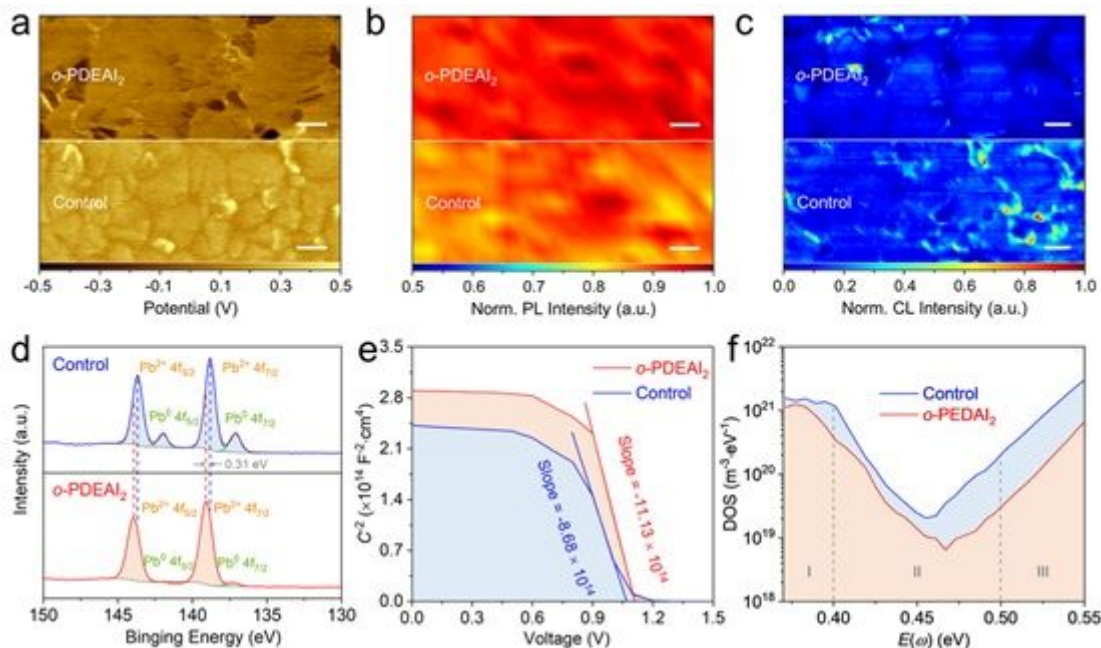 a
o-PDEAI₂
Control
-0.5 -0.3 -0.1 0.1 0.3 0.5
Potential (V)
b
o-PDEAI₂
Control
0.5 0.6 0.7 0.8 0.9 1.0
Norm. PL Intensity (a.u.)
c
o-PDEAI₂
Control
0.0 0.2 0.4 0.6 0.8 1.0
Norm. CL Intensity (a.u.)
d
Control
Pb²⁺ 4f₅/₂
Pb²⁺ 4f₇/₂
Pb⁰ 4f₅/₂
Pb⁰ 4f₇/₂
0.31 eV
o-PDEAI₂
Pb²⁺ 4f₅/₂
Pb²⁺ 4f₇/₂
Pb⁰ 4f₅/₂
Pb⁰ 4f₇/₂
Intensity (a.u.)
150 145 140 135 130
Binging Energy (eV)
e
o-PDEAI₂
Control
Slope = -8.68 × 10¹⁴
Slope = -11.13 × 10¹⁴
C⁻² (×10¹⁴ F⁻²·cm⁴)
3.5
2.6
1.8
0.9
0.0
0.0 0.3 0.6 0.9 1.2 1.5
Voltage (V)
f
Control
o-PEDAI₂
DOS (m⁻³·eV⁻¹)
10²²
10²¹
10²⁰
10¹⁹
10¹⁸
I II III
0.40 0.45 0.50 0.55
E(ω) (eV)